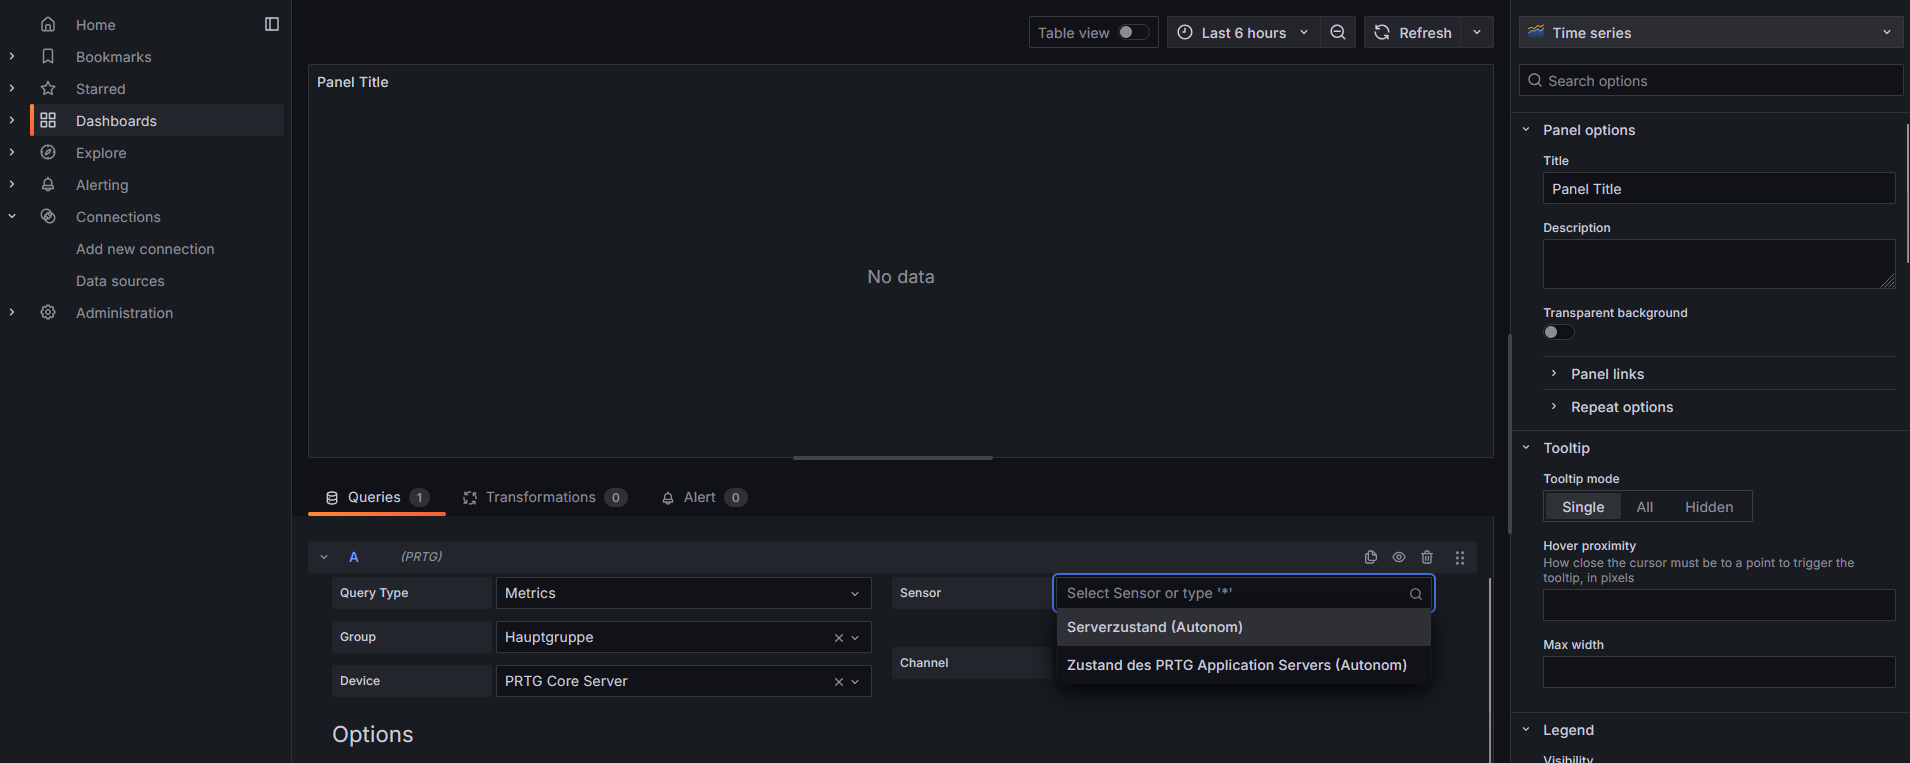 Home
Bookmarks
Starred
Dashboards
Explore
Alerting
Connections
Add new connection
Data sources
Administration
Table view
Last 6 hours
Refresh
Panel Title
No data
Queries 1
Transformations 0
Alert 0
A (PRTG)
Query Type
Metrics
Group
Hauptgruppe
Device
PRTG Core Server
Sensor
Select Sensor or type '*'
Serverzustand (Autonom)
Zustand des PRTG Application Servers (Autonom)
Channel
Options
Time series
Search options
Panel options
Title
Panel Title
Description
Transparent background
Panel links
Repeat options
Tooltip
Tooltip mode
Single All Hidden
Hover proximity
How close the cursor must be to a point to trigger the
tooltip, in pixels
Max width
Legend
Visibility